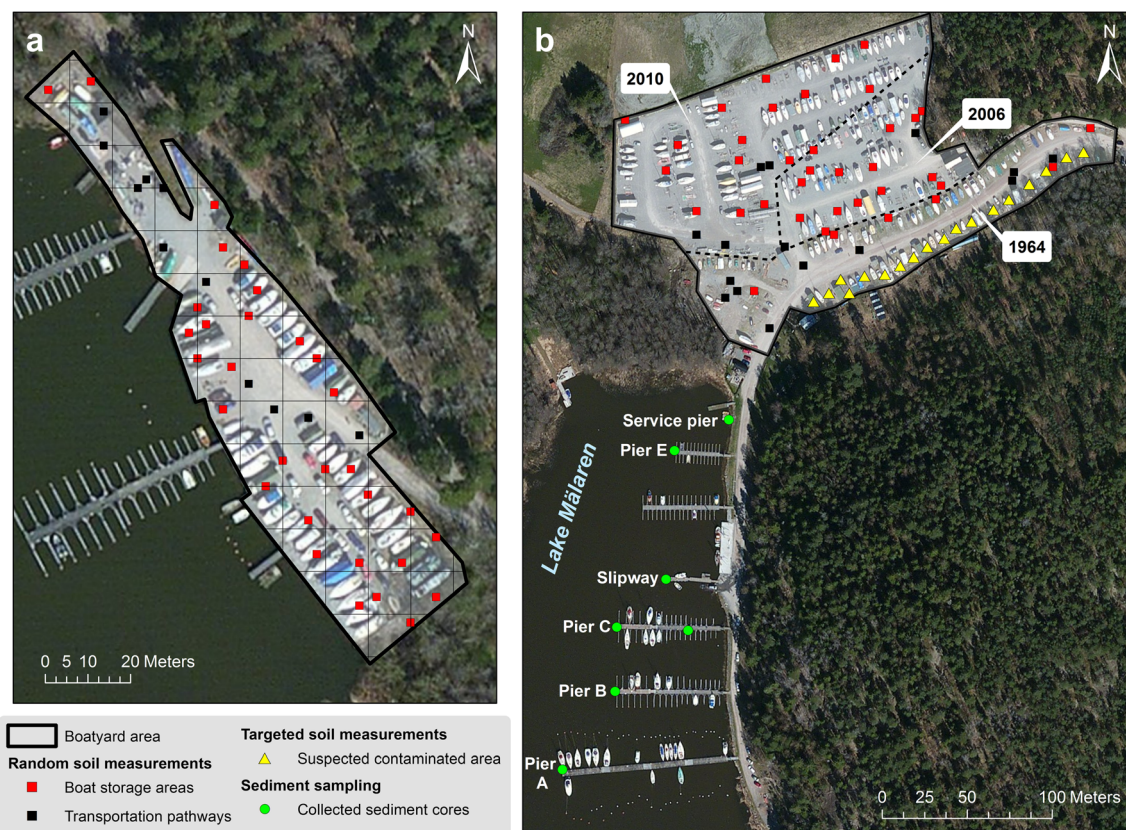 a
N
0 5 10 20 Meters
b
N
2010
2006
1964
Service pier
Pier E
Lake Mälaren
Slipway
Pier C
Pier B
Pier
A
0 25 50 100 Meters
Boatyard area
Random soil measurements
Boat storage areas
Transportation pathways
Targeted soil measurements
Suspected contaminated area
Sediment sampling
Collected sediment cores